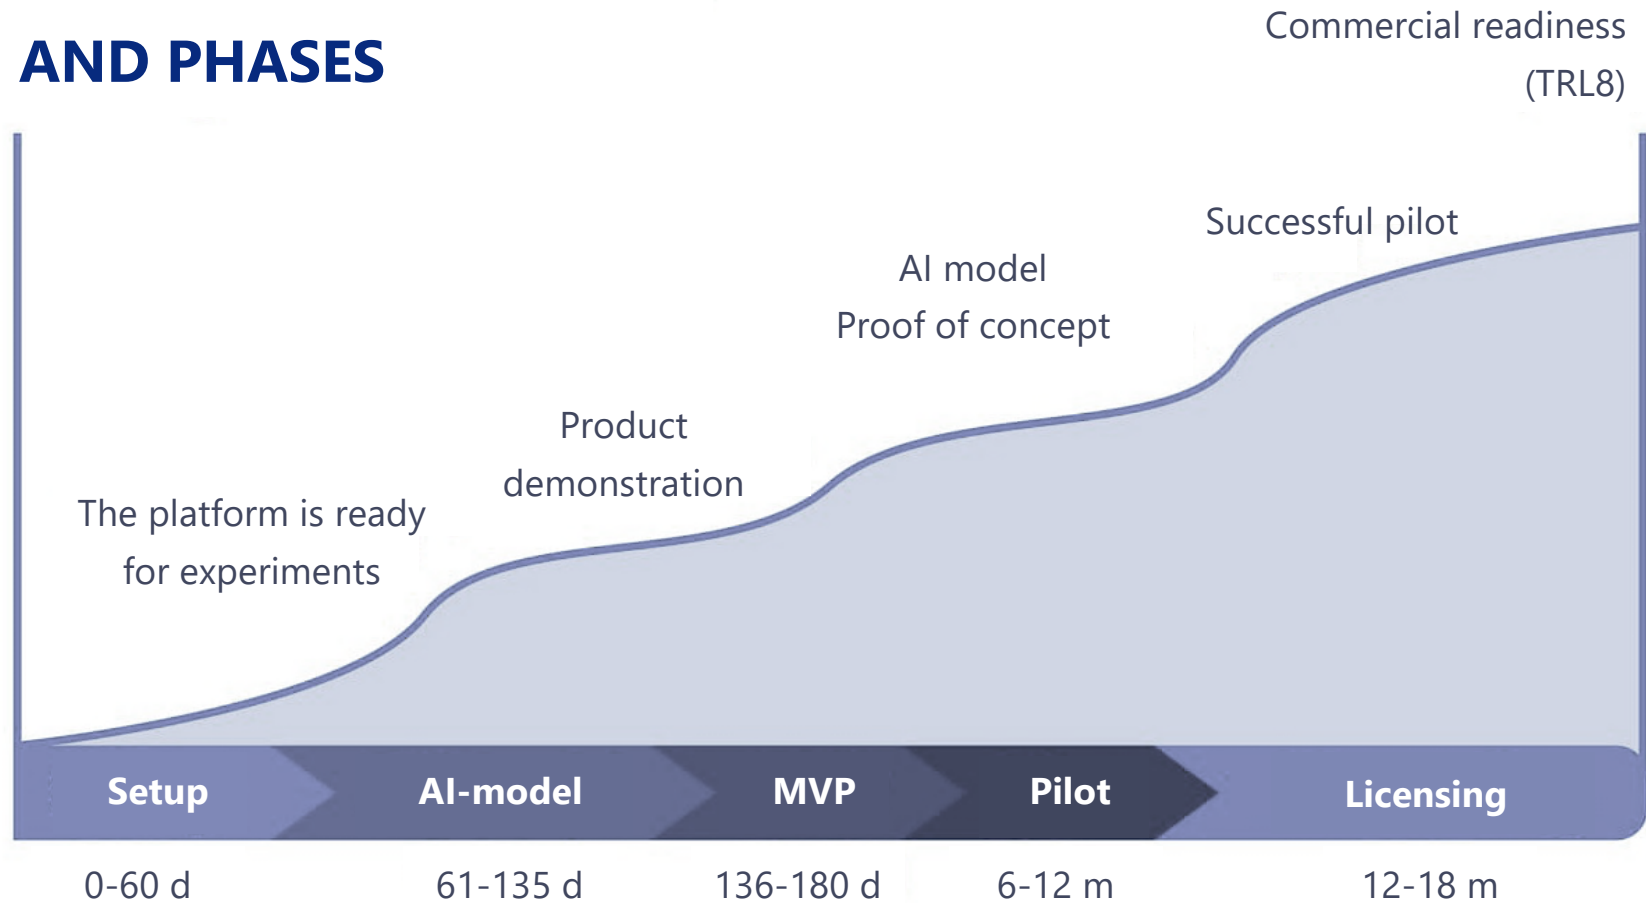 AND PHASES
Commercial readiness
(TRL8)
Successful pilot
AI model
Proof of concept
Product
demonstration
The platform is ready
for experiments
Setup
AI-model
MVP
Pilot
Licensing
0-60 d
61-135 d
136-180 d
6-12 m
12-18 m